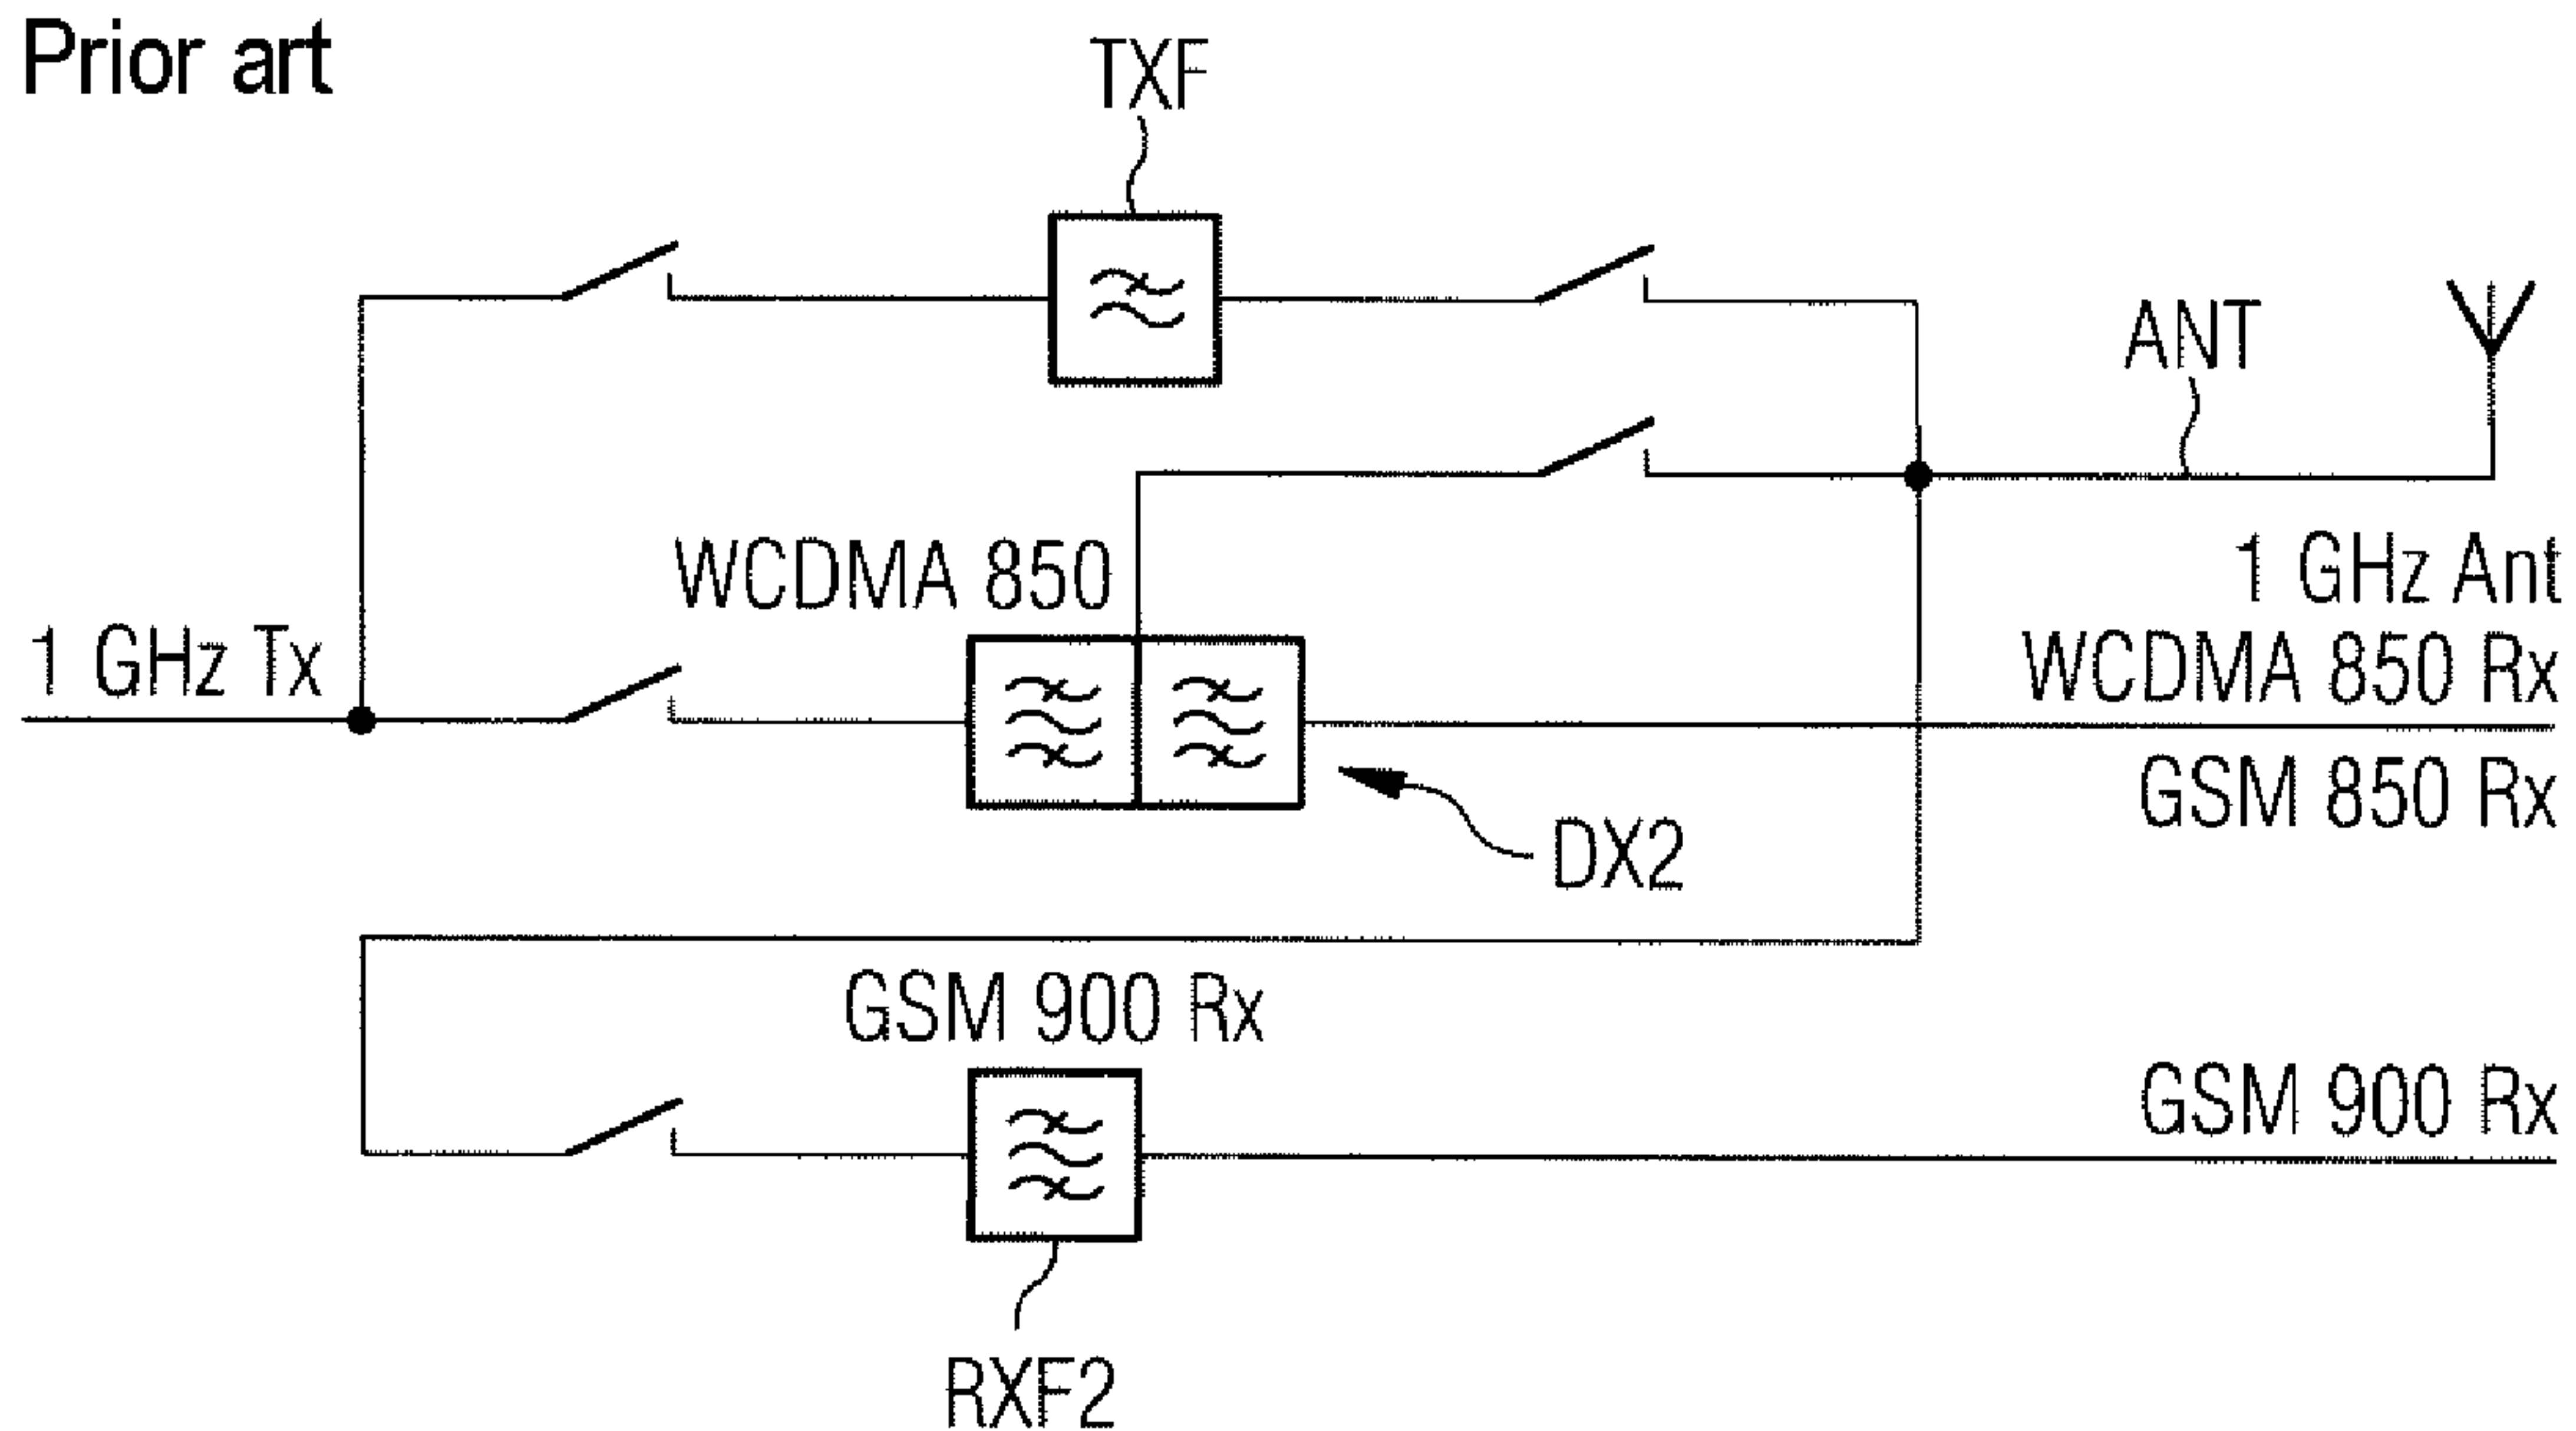 Prior art
TXF
ANT
WCDMA 850
1 GHz Ant
1 GHz Tx
WCDMA 850 Rx
GSM 850 Rx
DX2
GSM 900 Rx
GSM 900 Rx
RXF2